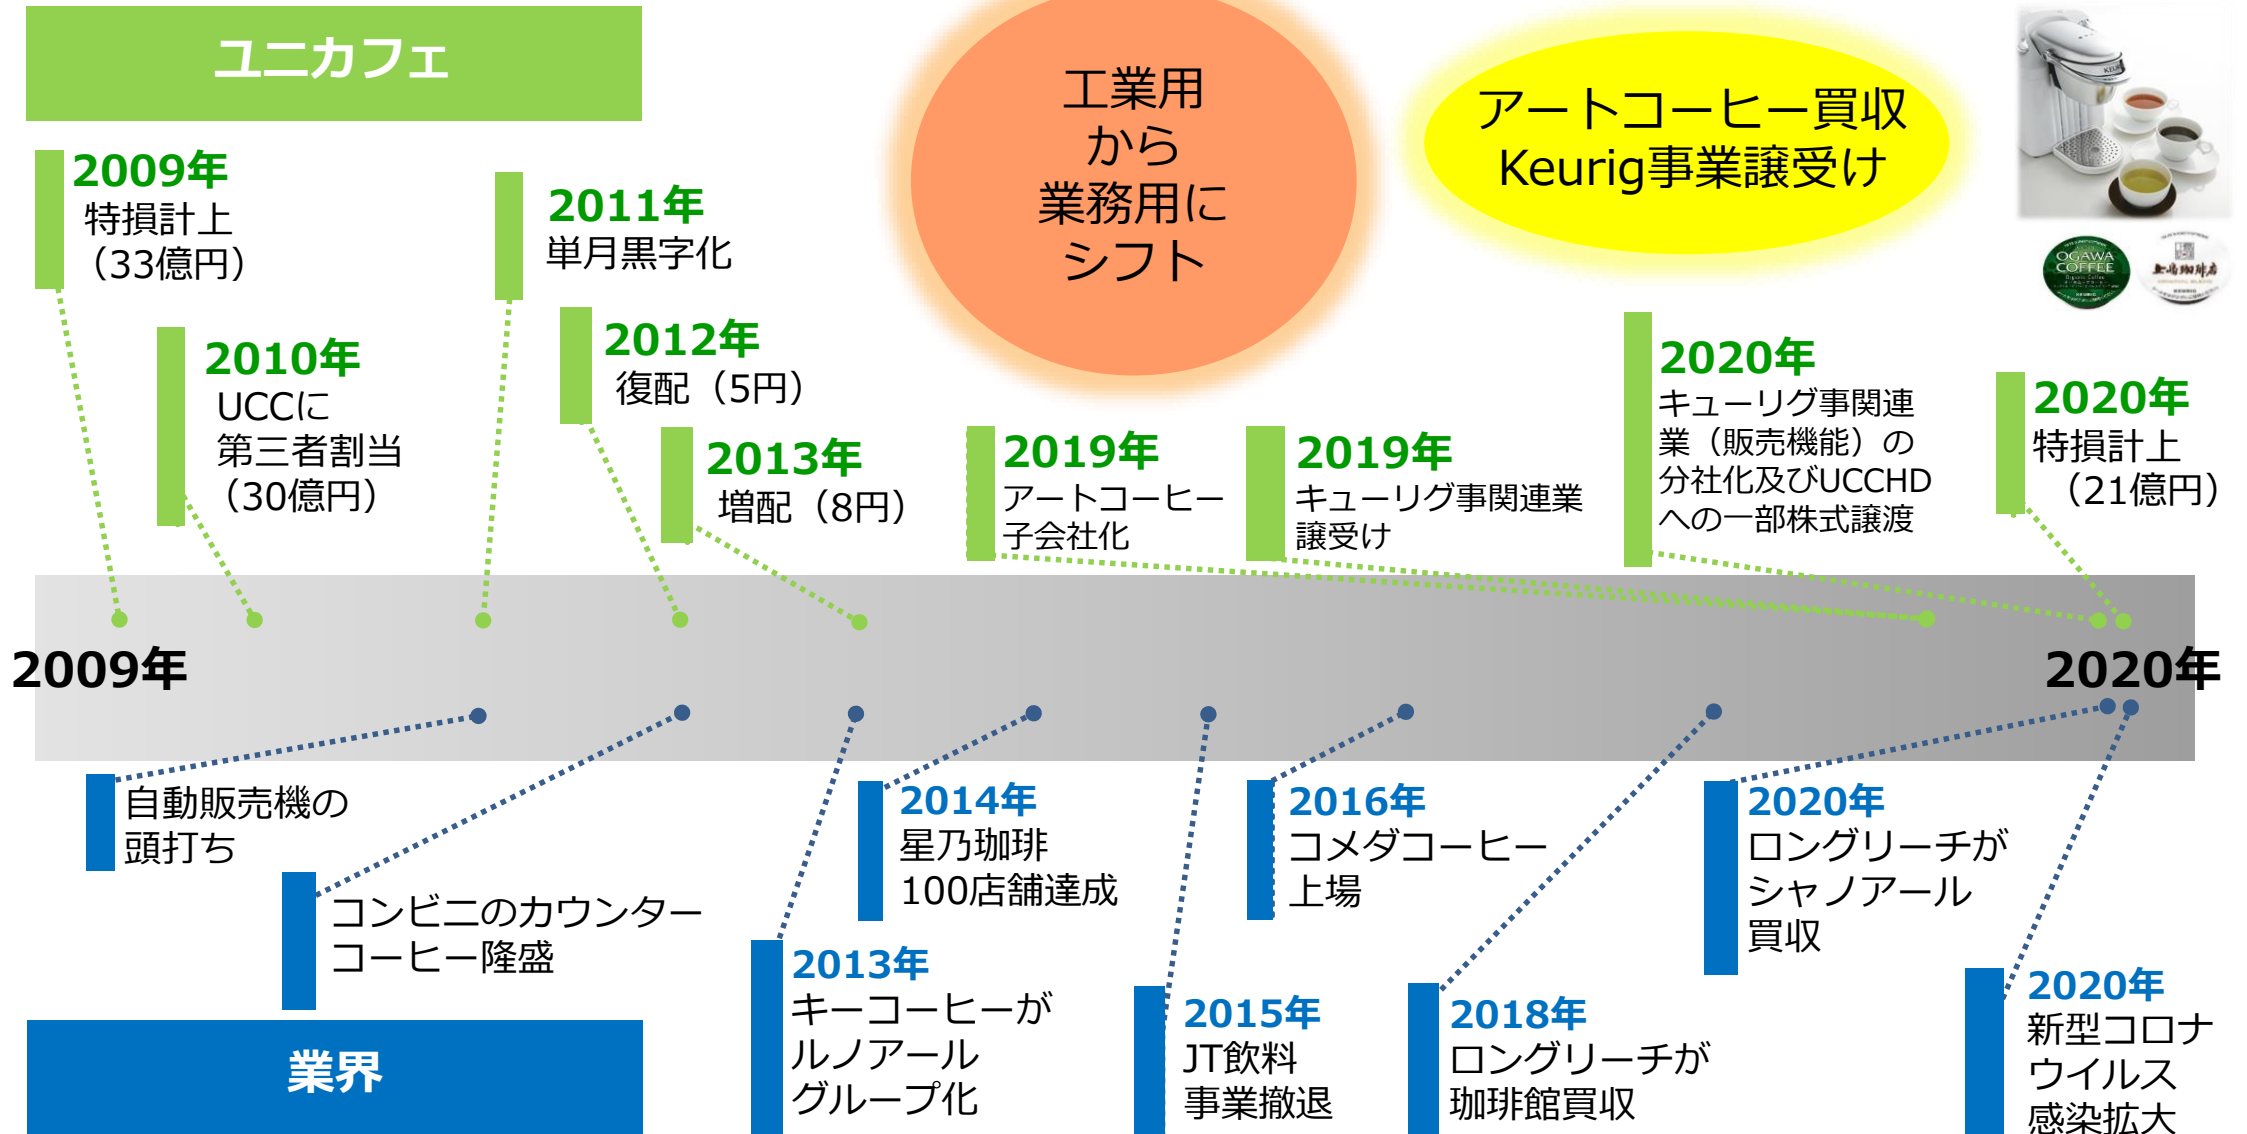 ユニカフェ
工業用
から
業務用に
シフト
アートコーヒー買収
Keurig事業譲受け
2009年
特損計上
（33億円）
2010年
UCCに
第三者割当
（30億円）
2011年
単月黒字化
2012年
復配（5円）
2013年
増配（8円）
2019年
アートコーヒー
子会社化
2019年
キューリグ事関連業
譲受け
2020年
キューリグ事関連
業（販売機能）の
分社化及びUCCHD
への一部株式譲渡
2020年
特損計上
（21億円）
OGAWA
COFFEE
上島珈琲店
2009年
2020年
自動販売機の
頭打ち
コンビニのカウンター
コーヒー隆盛
2013年
キーコーヒーが
ルノアール
グループ化
2014年
星乃珈琲
100店舗達成
2015年
JT飲料
事業撤退
2016年
コメダコーヒー
上場
2018年
ロングリーチが
珈琲館買収
2020年
ロングリーチが
シャノアール
買収
2020年
新型コロナ
ウイルス
感染拡大
業界